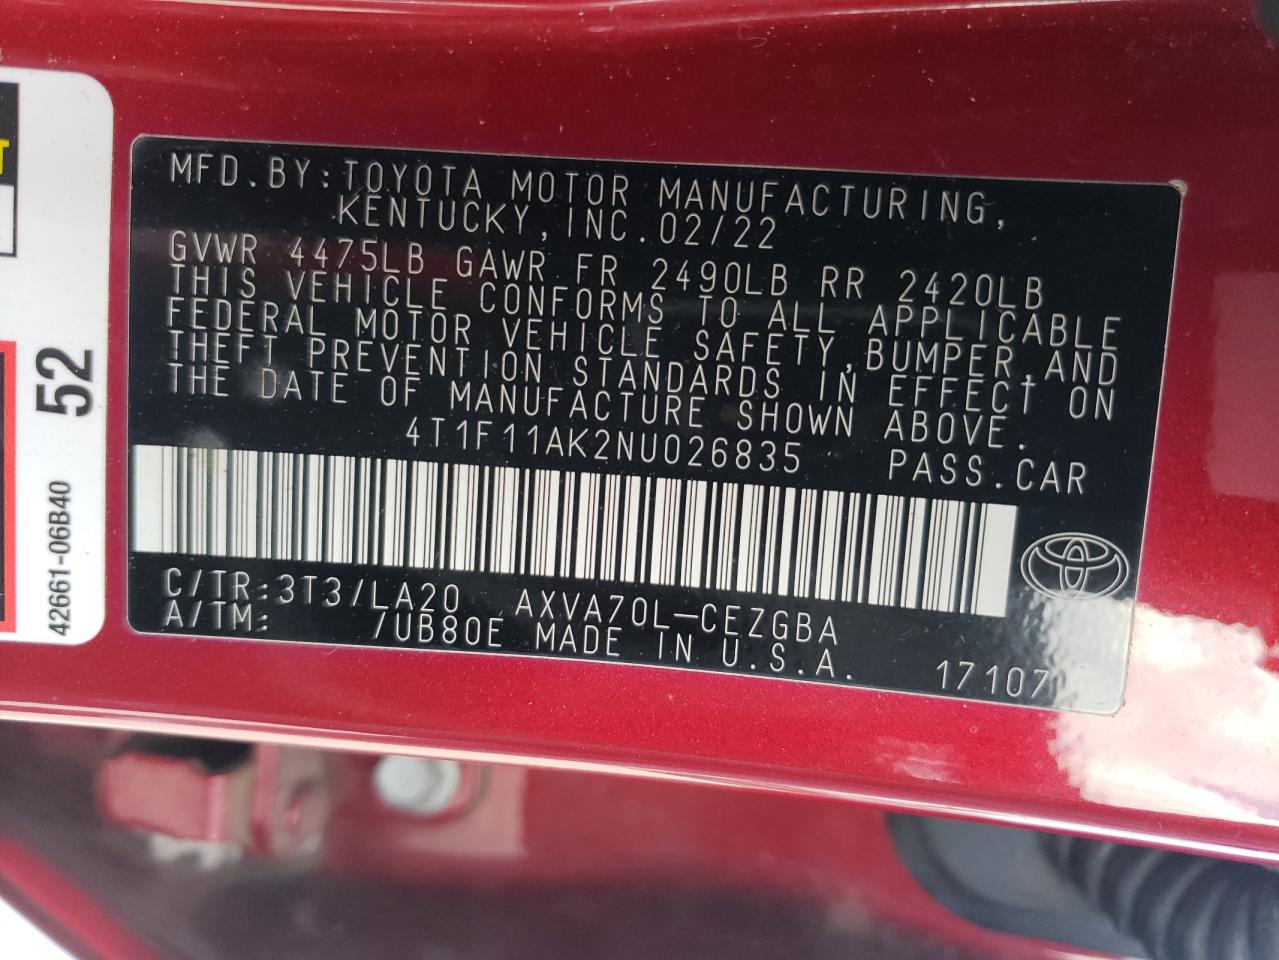 MFD.BY:TOYOTA MOTOR MANUFACTURING,
KENTUCKY,INC.02/22
GVWR 4475LB GAWR FR 2490LB RR 2420LB
THIS VEHICLE CONFORMS TO ALL APPLICABLE
FEDERAL MOTOR VEHICLE SAFETY,BUMPER,AND
THEFT PREVENTION STANDARDS IN EFFECT ON
THE DATE OF MANUFACTURE SHOWN ABOVE.
4T1F11AK2NU026835 PASS.CAR
C/TR:3T3/LA20 AXVA70L-CEZGBA
A/TM: /UB80E MADE IN U.S.A. 17107
52
42661-06B40
T